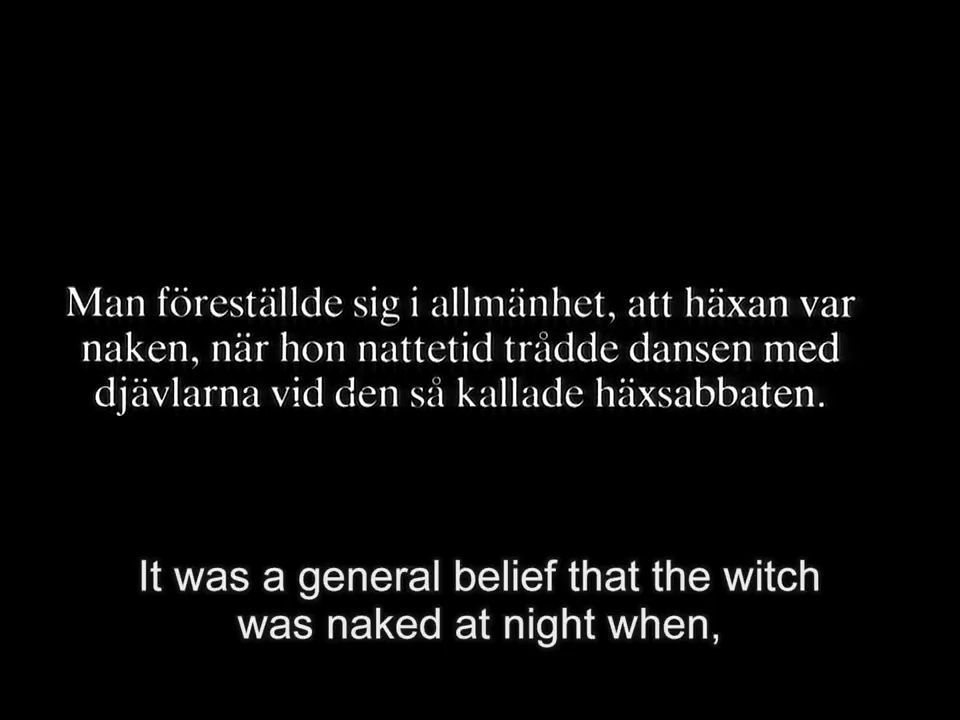 Man föreställde sig i allmänhet, att häxan var
naken, när hon nattetid trådde dansen med
djävlarna vid den så kallade häxsabbaten.
It was a general belief that the witch
was naked at night when,